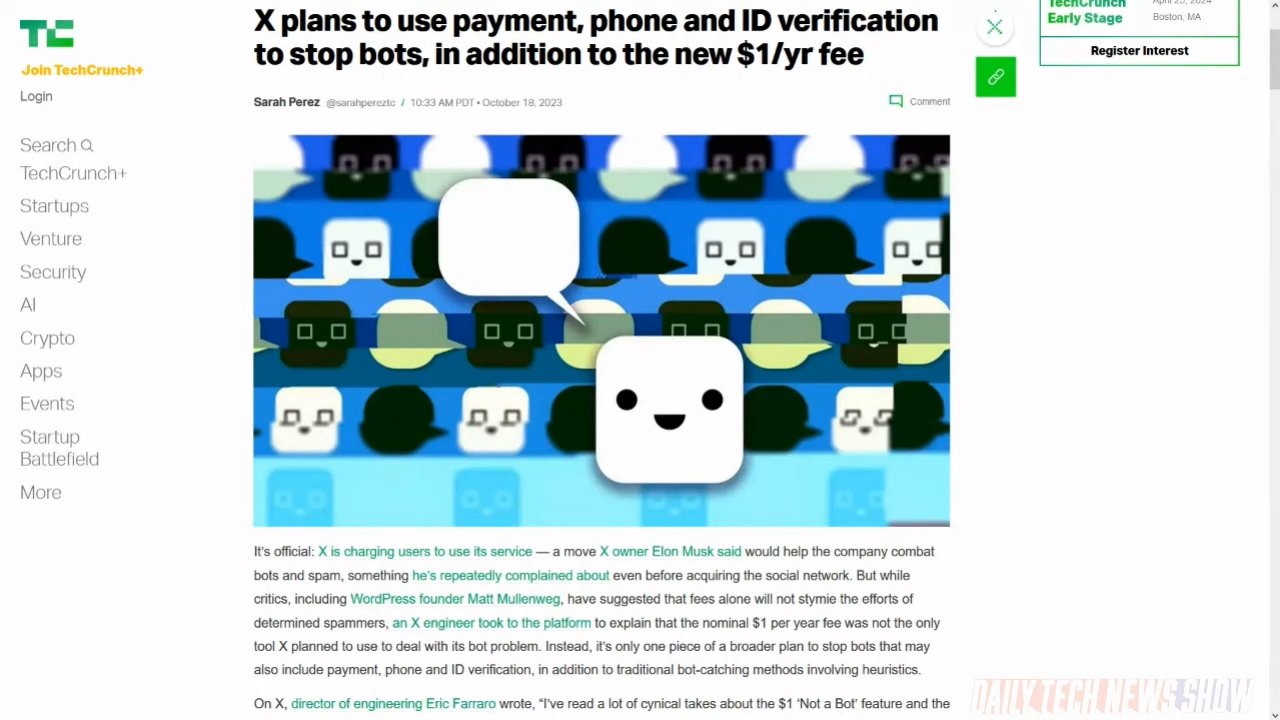 TC
Join TechCrunch+
Login
Search
TechCrunch+
Startups
Venture
Security
AI
Crypto
Apps
Events
Startup
Battlefield
More
X plans to use payment, phone and ID verification
to stop bots, in addition to the new $1/yr fee
Sarah Perez @sarahpereztc / 10:33 AM PDT • October 18, 2023
Comment
It's official: X is charging users to use its service — a move X owner Elon Musk said would help the company combat
bots and spam, something he's repeatedly complained about even before acquiring the social network. But while
critics, including WordPress founder Matt Mullenweg, have suggested that fees alone will not stymie the efforts of
determined spammers, an X engineer took to the platform to explain that the nominal $1 per year fee was not the only
tool X planned to use to deal with its bot problem. Instead, it's only one piece of a broader plan to stop bots that may
also include payment, phone and ID verification, in addition to traditional bot-catching methods involving heuristics.
On X, director of engineering Eric Farraro wrote, “I've read a lot of cynical takes about the $1 ‘Not a Bot’ feature and the
TechCrunch
Early Stage
April 25, 2024
Boston, MA
Register Interest
DAILY TECH NEWS SHOW